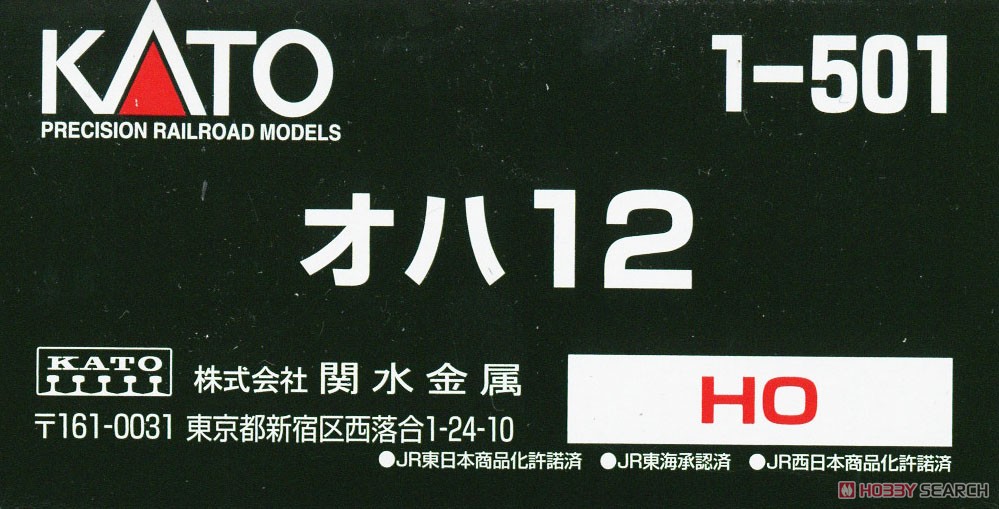 KATO
PRECISION RAILROAD MODELS
1-501
オハ12
KATO
株式会社 関水金属
〒161-0031 東京都新宿区西落合1-24-10
HO
●JR東日本商品化許諾済 ●JR東海承認済 ●JR西日本商品化許諾済
HOBBY SEARCH